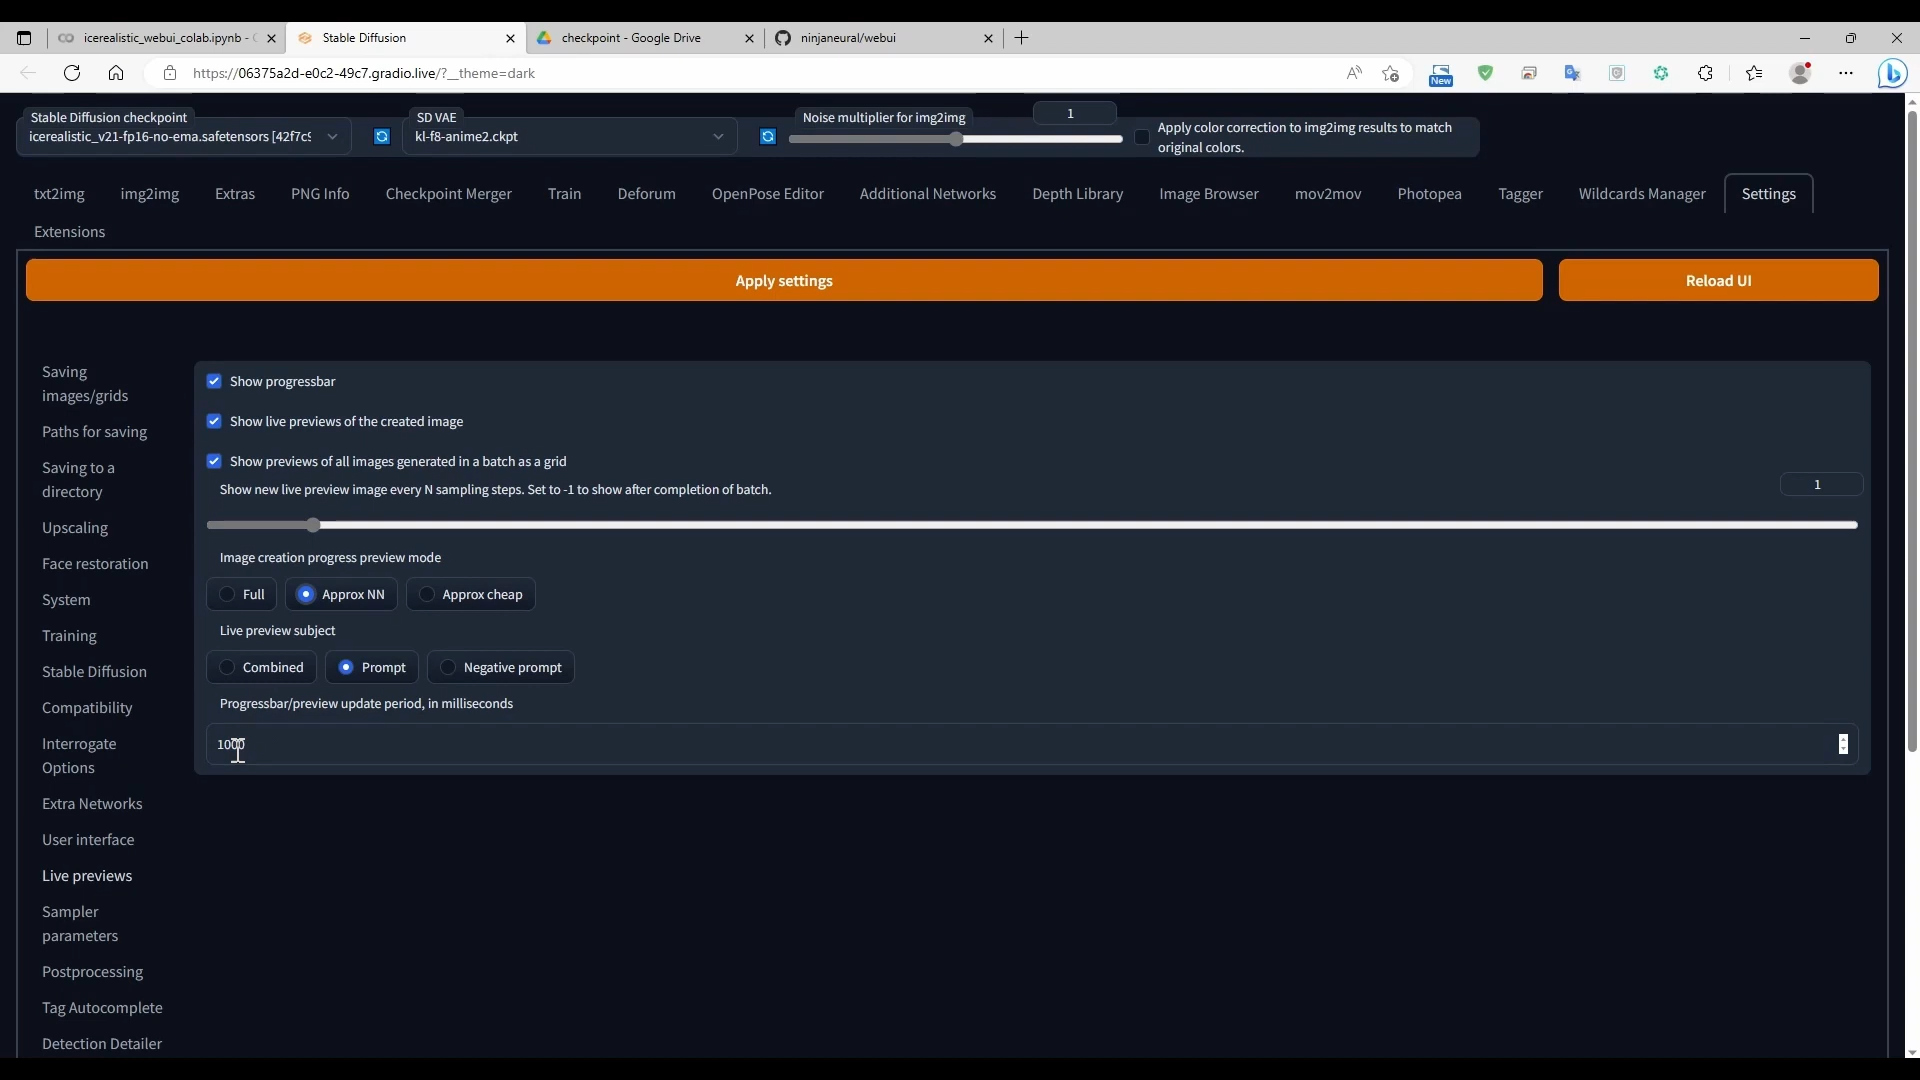 icerealistic_webui_colab.ipynb - C
Stable Diffusion
checkpoint - Google Drive
ninjaneural/webui
https://06375a2d-e0c2-49c7.gradio.live/?__theme=dark
New
Stable Diffusion checkpoint
icerealistic_v21-fp16-no-ema.safetensors [42f7c9
SD VAE
kl-f8-anime2.ckpt
Noise multiplier for img2img
1
Apply color correction to img2img results to match
original colors.
txt2img
img2img
Extras
PNG Info
Checkpoint Merger
Train
Deforum
OpenPose Editor
Additional Networks
Depth Library
Image Browser
mov2mov
Photopea
Tagger
Wildcards Manager
Settings
Extensions
Apply settings
Reload UI
Saving
images/grids
Paths for saving
Saving to a
directory
Upscaling
Face restoration
System
Training
Stable Diffusion
Compatibility
Interrogate
Options
Extra Networks
User interface
Live previews
Sampler
parameters
Postprocessing
Tag Autocomplete
Detection Detailer
Show progressbar
Show live previews of the created image
Show previews of all images generated in a batch as a grid
Show new live preview image every N sampling steps. Set to -1 to show after completion of batch.
1
Image creation progress preview mode
Full
Approx NN
Approx cheap
Live preview subject
Combined
Prompt
Negative prompt
Progressbar/preview update period, in milliseconds
1000